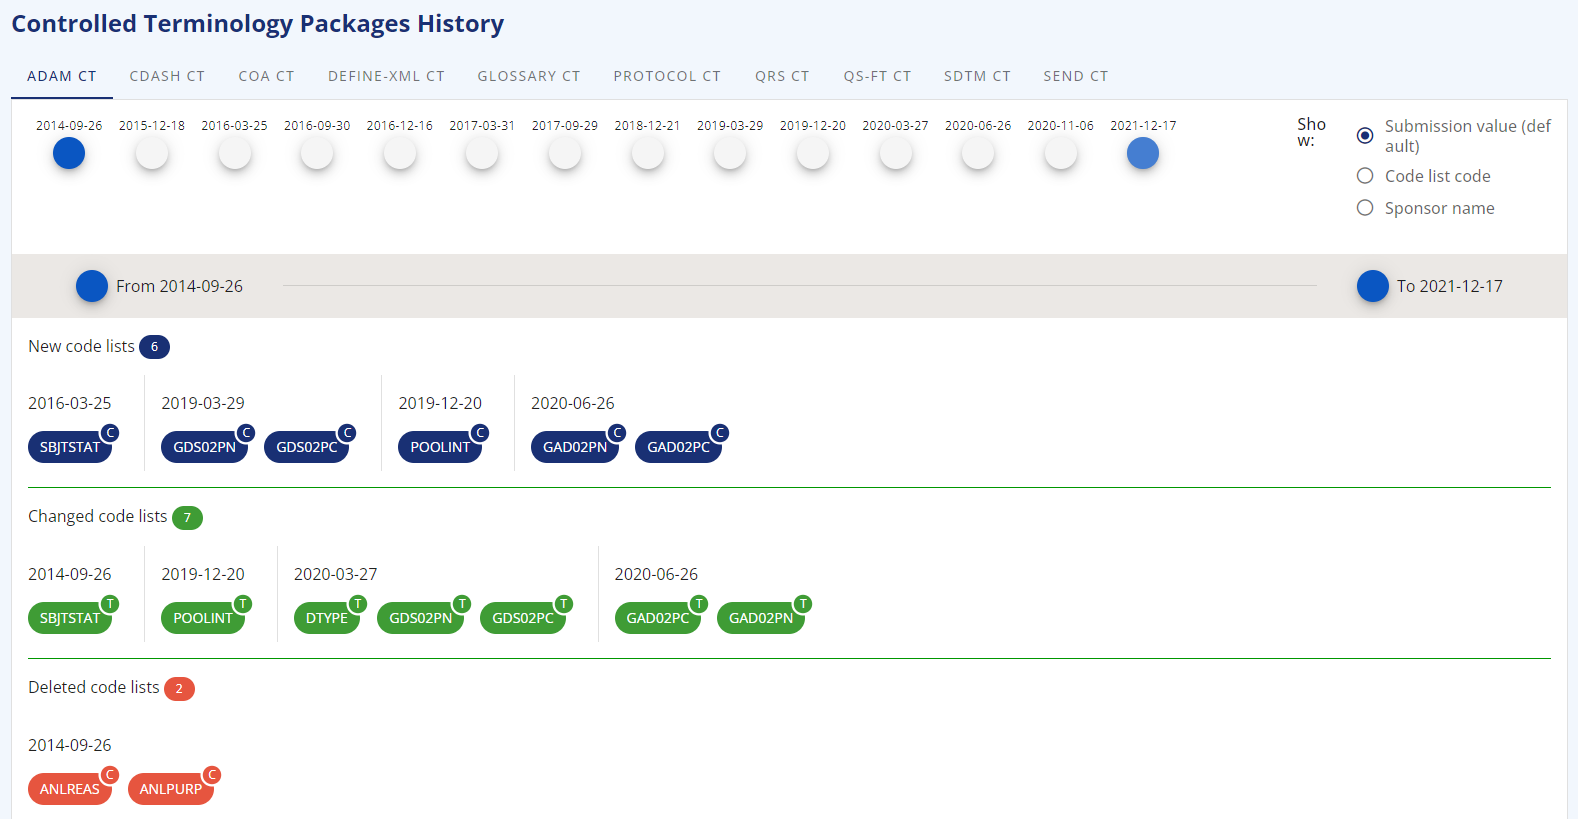 Controlled Terminology Packages History
ADAM CT CDASH CT COA CT DEFINE-XML CT GLOSSARY CT PROTOCOL CT QRS CT QS-FT CT SDTM CT SEND CT
2014-09-26 2015-12-18 2016-03-25 2016-09-30 2016-12-16 2017-03-31 2017-09-29 2018-12-21 2019-03-29 2019-12-20 2020-03-27 2020-06-26 2020-11-06 2021-12-17
Sho
w:
Submission value (def
ault)
Code list code
Sponsor name
From 2014-09-26 To 2021-12-17
New code lists 6
2016-03-25 2019-03-29 2019-12-20 2020-06-26
SBJTSTAT C GDS02PN C GDS02PC C POOLINT C GAD02PN C GAD02PC C
Changed code lists 7
2014-09-26 2019-12-20 2020-03-27 2020-06-26
SBJTSTAT T POOLINT T DTYPE T GDS02PN T GDS02PC T GAD02PC T GAD02PN T
Deleted code lists 2
2014-09-26
ANLREAS C ANLPURP C